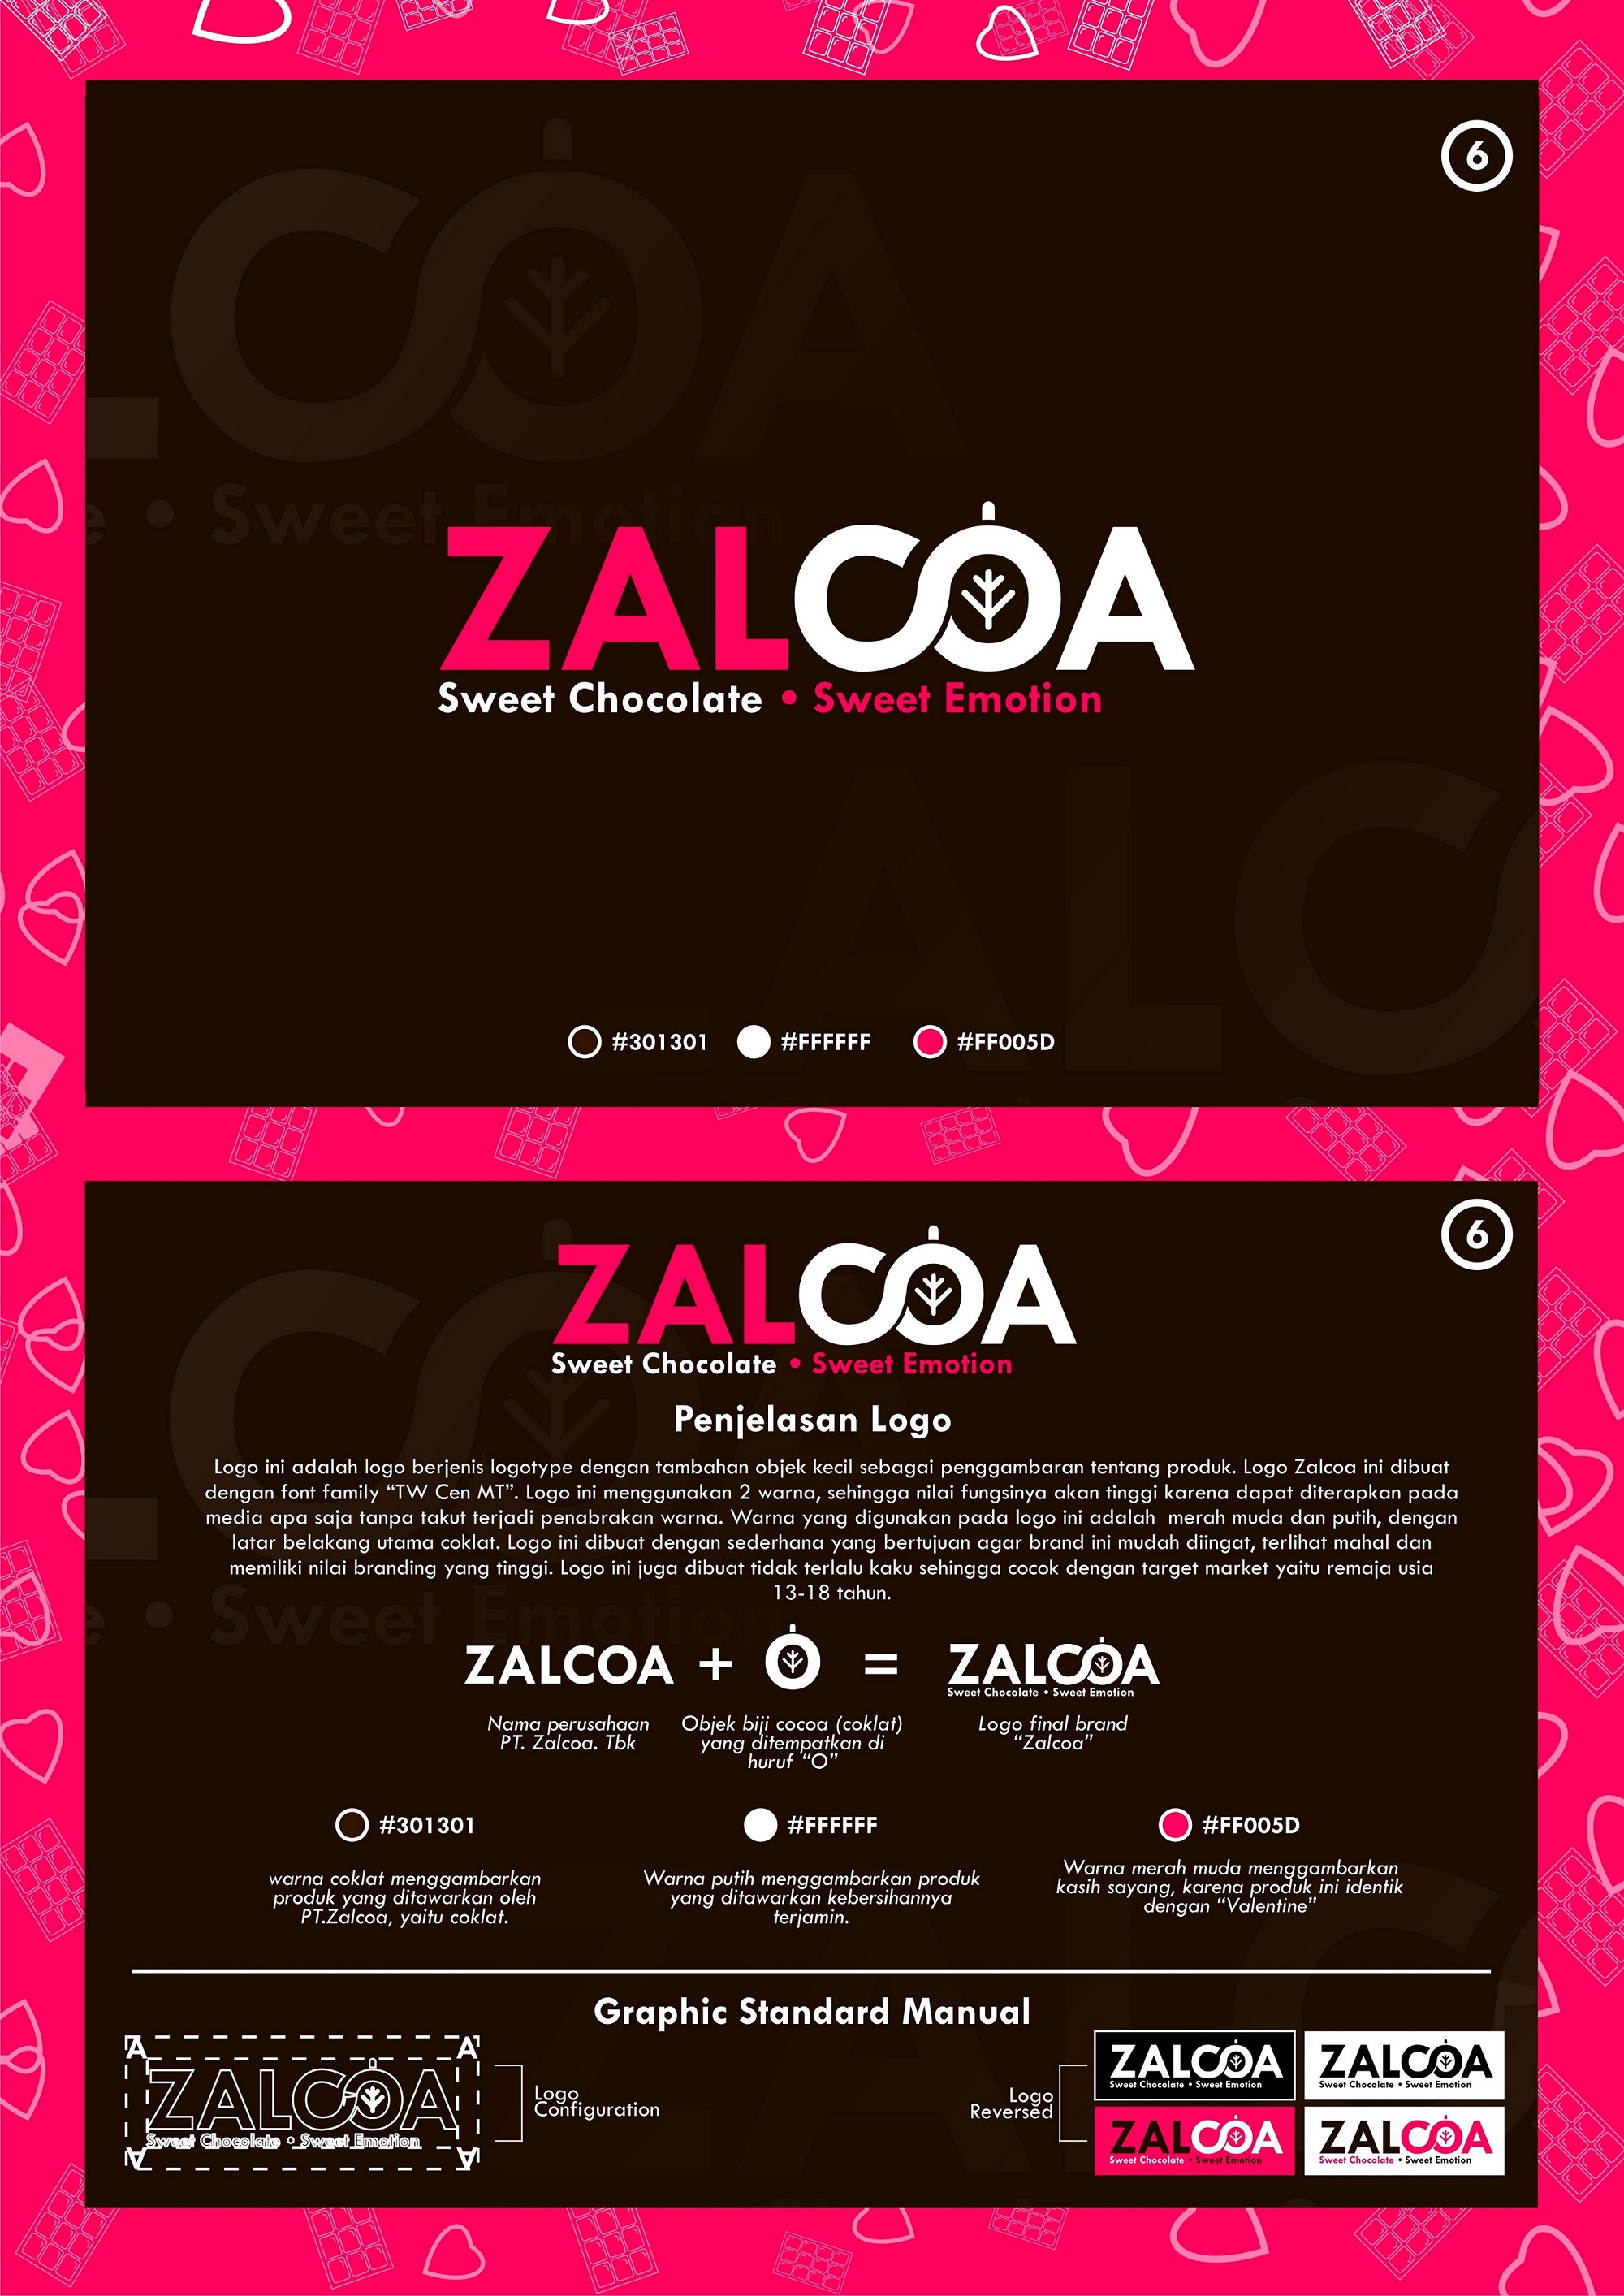 6
ZALCOA
Sweet Chocolate • Sweet Emotion
#301301 #FFFFFF #FF005D
6
ZALCOA
Sweet Chocolate • Sweet Emotion
Penjelasan Logo
Logo ini adalah logo berjenis logotype dengan tambahan objek kecil sebagai penggambaran tentang produk. Logo Zalcoa ini dibuat
dengan font family “TW Cen MT”. Logo ini menggunakan 2 warna, sehingga nilai fungsinya akan tinggi karena dapat diterapkan pada
media apa saja tanpa takut terjadi penabrakan warna. Warna yang digunakan pada logo ini adalah merah muda dan putih, dengan
latar belakang utama coklat. Logo ini dibuat dengan sederhana yang bertujuan agar brand ini mudah diingat, terlihat mahal dan
memiliki nilai branding yang tinggi. Logo ini juga dibuat tidak terlalu kaku sehingga cocok dengan target market yaitu remaja usia
13-18 tahun.
ZALCOA + O = ZALCOA
Sweet Chocolate • Sweet Emotion
Nama perusahaan
PT. Zalcoa. Tbk
Objek biji cocoa (coklat)
yang ditempatkan di
huruf “O”
Logo final brand
“Zalcoa”
#301301
warna coklat menggambarkan
produk yang ditawarkan oleh
PT.Zalcoa, yaitu coklat.
#FFFFFF
Warna putih menggambarkan produk
yang ditawarkan kebersihannya
terjamin.
#FF005D
Warna merah muda menggambarkan
kasih sayang, karena produk ini identik
dengan “Valentine”
Graphic Standard Manual
A A
ZALCOA
Sweet Chocolate • Sweet Emotion
A A
Logo
Configuration
Logo
Reversed
ZALCOA
Sweet Chocolate • Sweet Emotion
ZALCOA
Sweet Chocolate • Sweet Emotion
ZALCOA
Sweet Chocolate • Sweet Emotion
ZALCOA
Sweet Chocolate • Sweet Emotion